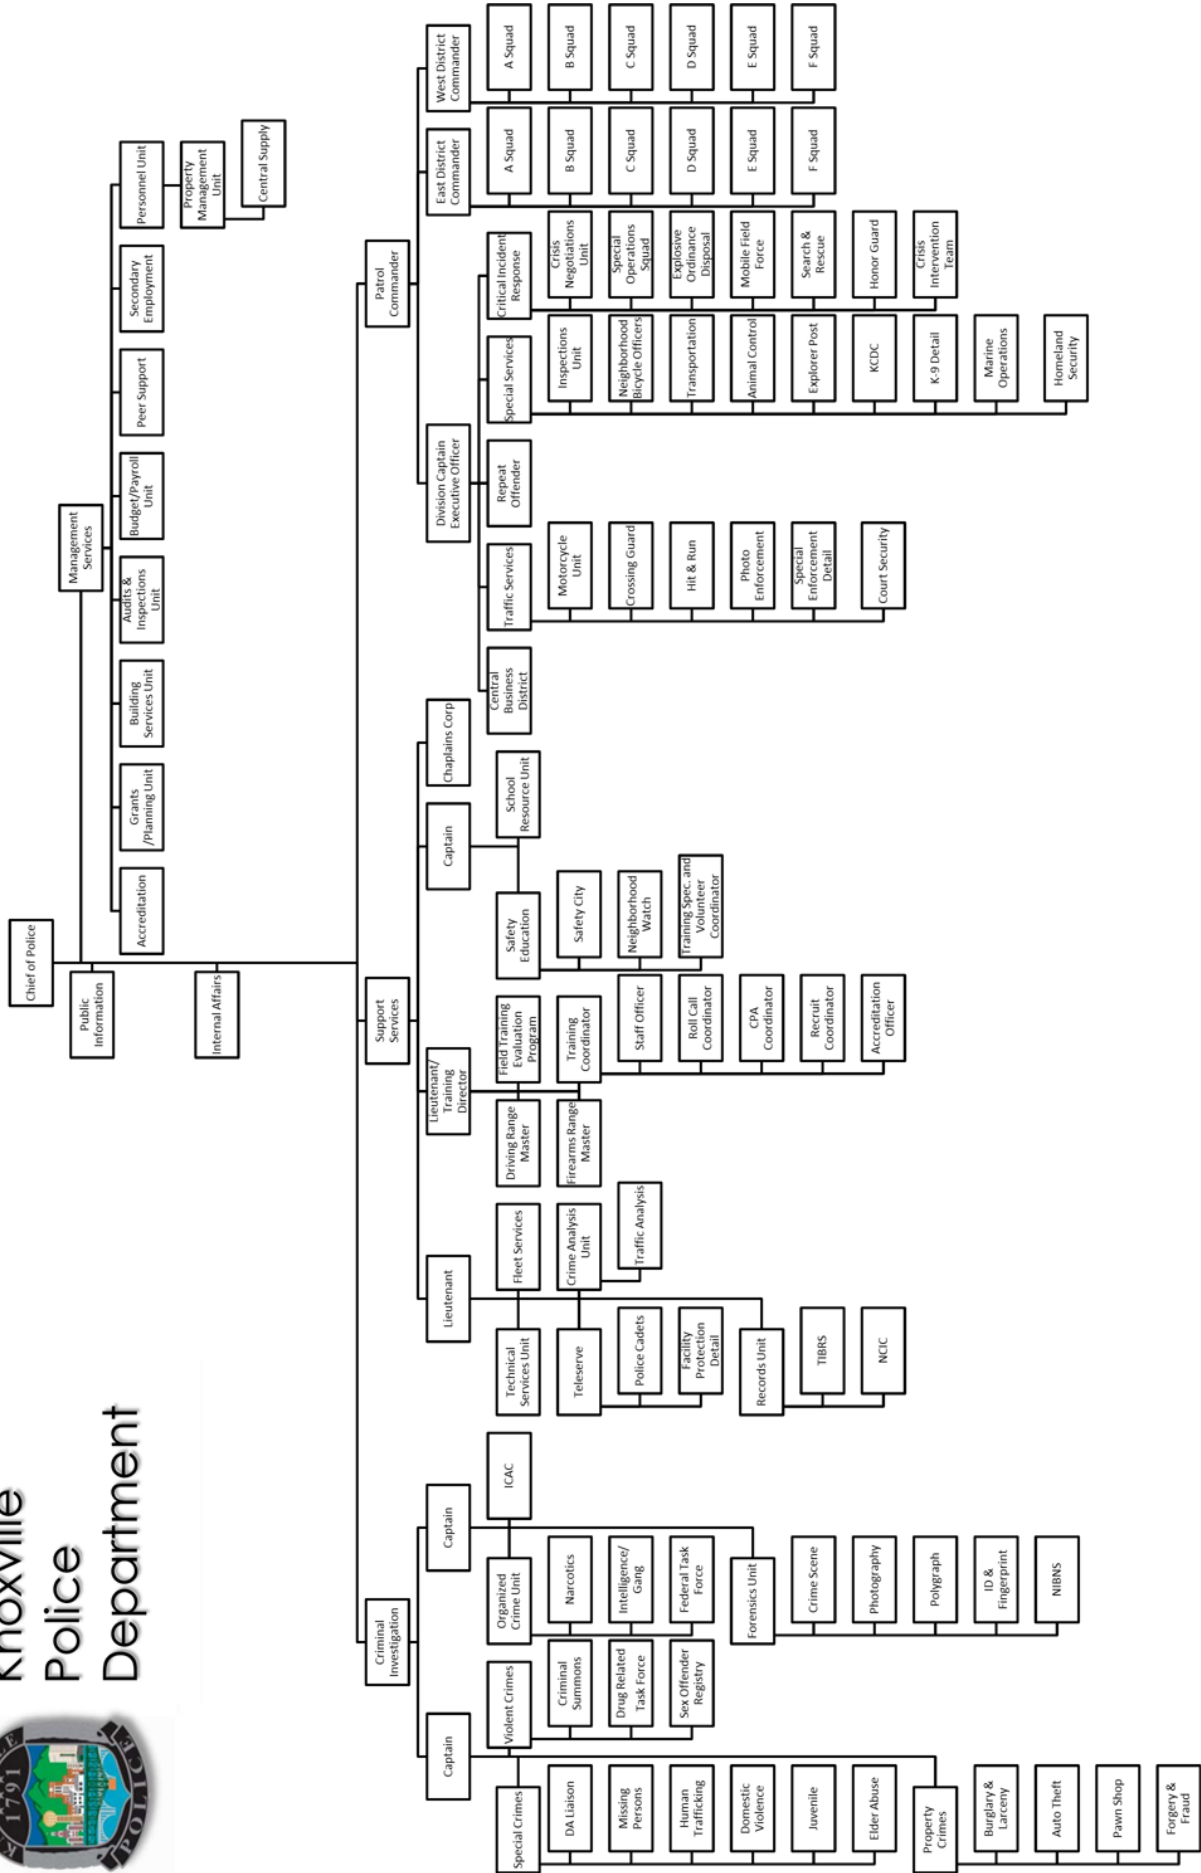 Knoxville
Police
Department
1791
POLICE
Chief of Police
Public
Information
Internal Affairs
Management
Services
Accreditation
Grants
/Planning Unit
Building
Services Unit
Audits &
Inspections
Unit
Budget/Payroll
Unit
Peer Support
Secondary
Employment
Personnel Unit
Property
Management
Unit
Central Supply
Criminal
Investigation
Captain
Special Crimes
DA Liaison
Missing
Persons
Human
Trafficking
Domestic
Violence
Juvenile
Elder Abuse
Property
Crimes
Burglary &
Larceny
Auto Theft
Pawn Shop
Forgery &
Fraud
Violent Crimes
Criminal
Summons
Drug Related
Task Force
Sex Offender
Registry
Captain
Organized
Crime Unit
Narcotics
Intelligence/
Gang
Federal Task
Force
Forensics Unit
Crime Scene
Photography
Polygraph
ID &
Fingerprint
NIBNS
ICAC
Support
Services
Lieutenant
Technical
Services Unit
Fleet Services
Teleserve
Police Cadets
Facility
Protection
Detail
Crime Analysis
Unit
Traffic Analysis
Records Unit
TIBRS
NCIC
Lieutenant/
Training
Director
Driving Range
Master
Field Training
Evaluation
Program
Firearms Range
Master
Training
Coordinator
Staff Officer
Roll Call
Coordinator
CPA
Coordinator
Recruit
Coordinator
Accreditation
Officer
Captain
Safety
Education
Safety City
Neighborhood
Watch
Training Spec. and
Volunteer
Coordinator
School
Resource Unit
Chaplains Corp
Patrol
Commander
Division Captain
Executive Officer
Central
Business
District
Traffic Services
Motorcycle
Unit
Crossing Guard
Hit & Run
Photo
Enforcement
Special
Enforcement
Detail
Court Security
Repeat
Offender
Special Services
Inspections
Unit
Neighborhood
Bicycle Officers
Transportation
Animal Control
Explorer Post
KCDC
K-9 Detail
Marine
Operations
Homeland
Security
Critical Incident
Response
Crisis
Negotiations
Unit
Special
Operations
Squad
Explosive
Ordinance
Disposal
Mobile Field
Force
Search &
Rescue
Honor Guard
Crisis
Intervention
Team
East District
Commander
A Squad
B Squad
C Squad
D Squad
E Squad
F Squad
West District
Commander
A Squad
B Squad
C Squad
D Squad
E Squad
F Squad